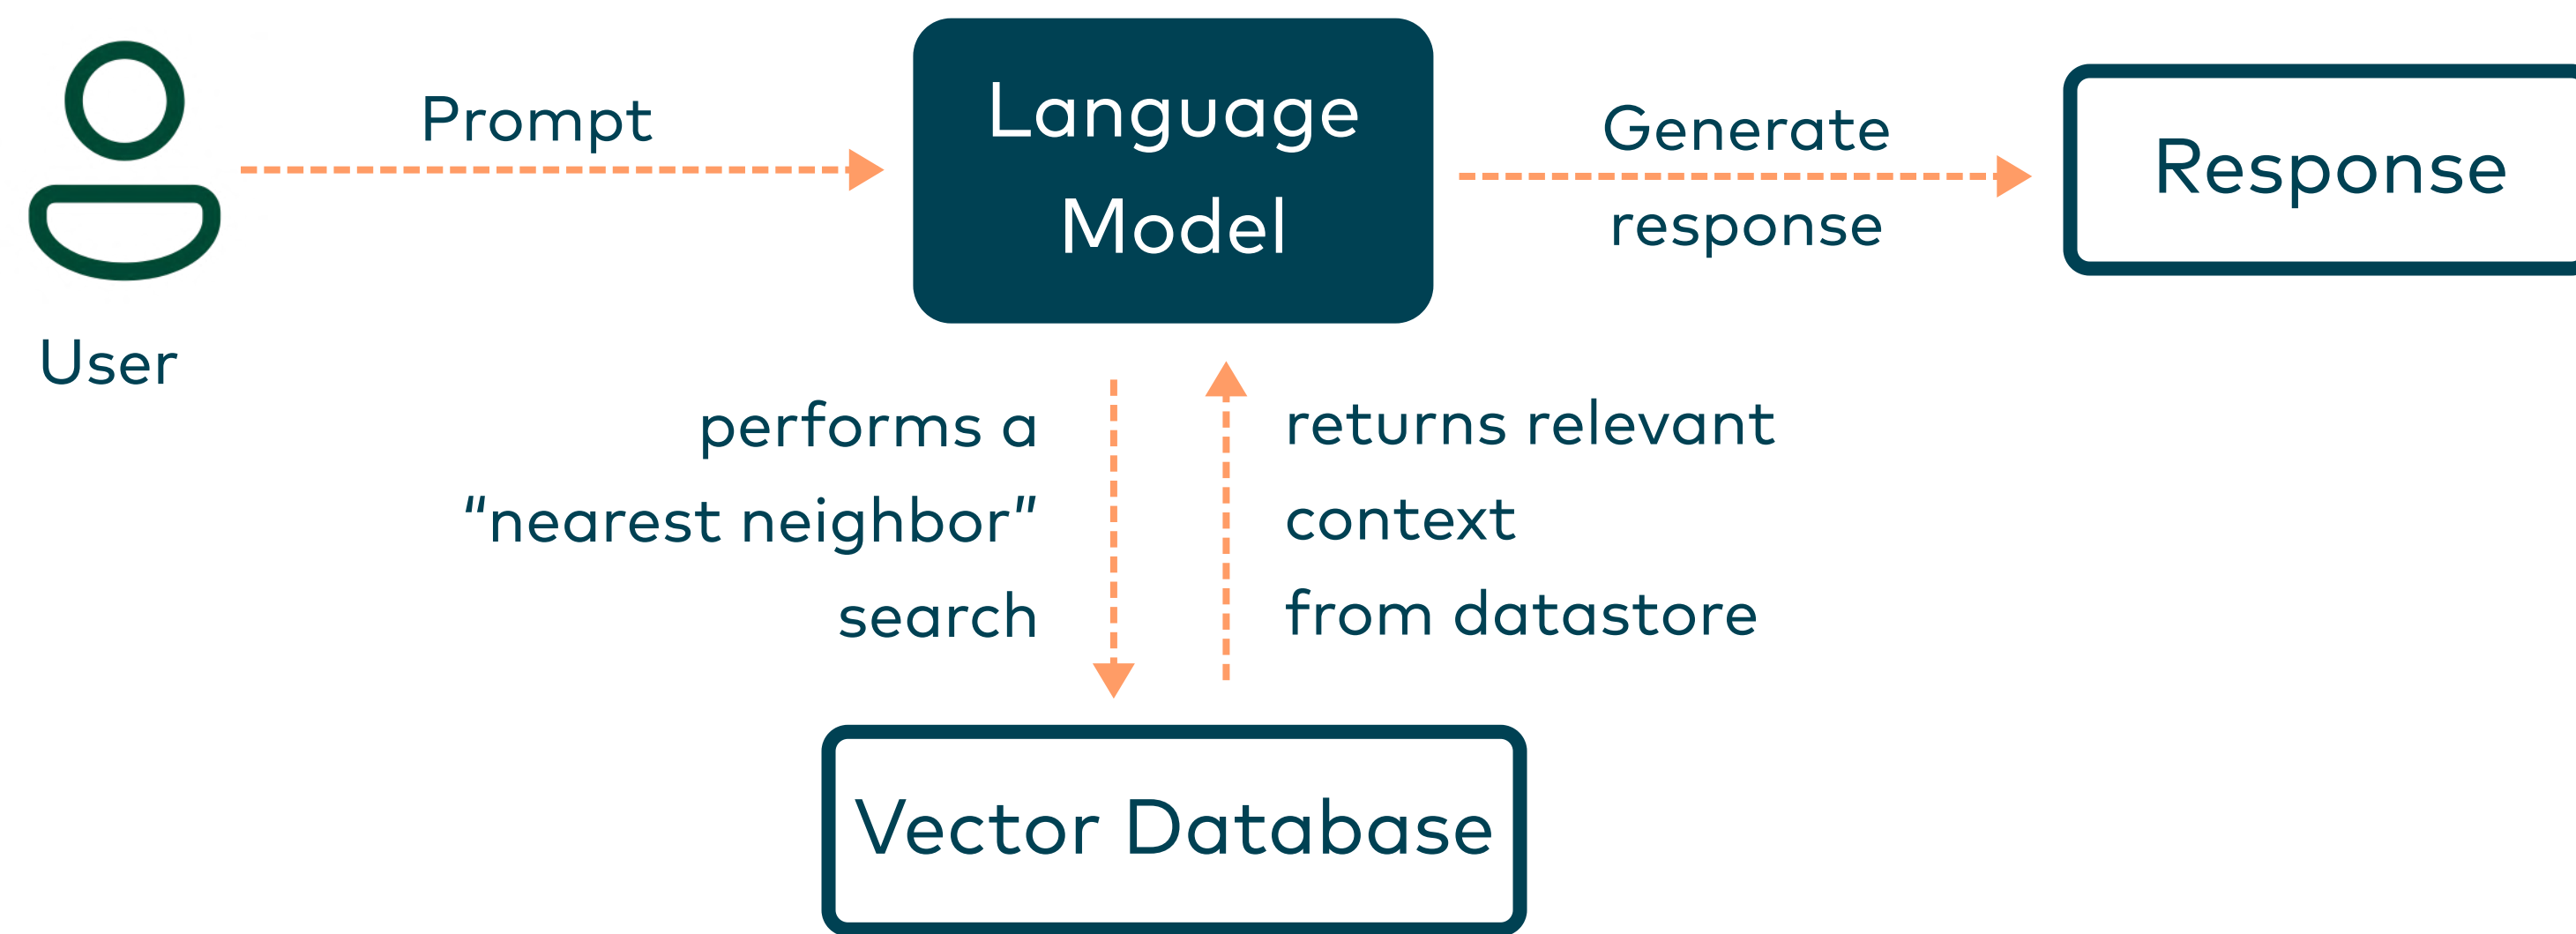 User
Prompt
Language
Model
Generate
response
Response
performs a
“nearest neighbor”
search
returns relevant
context
from datastore
Vector Database